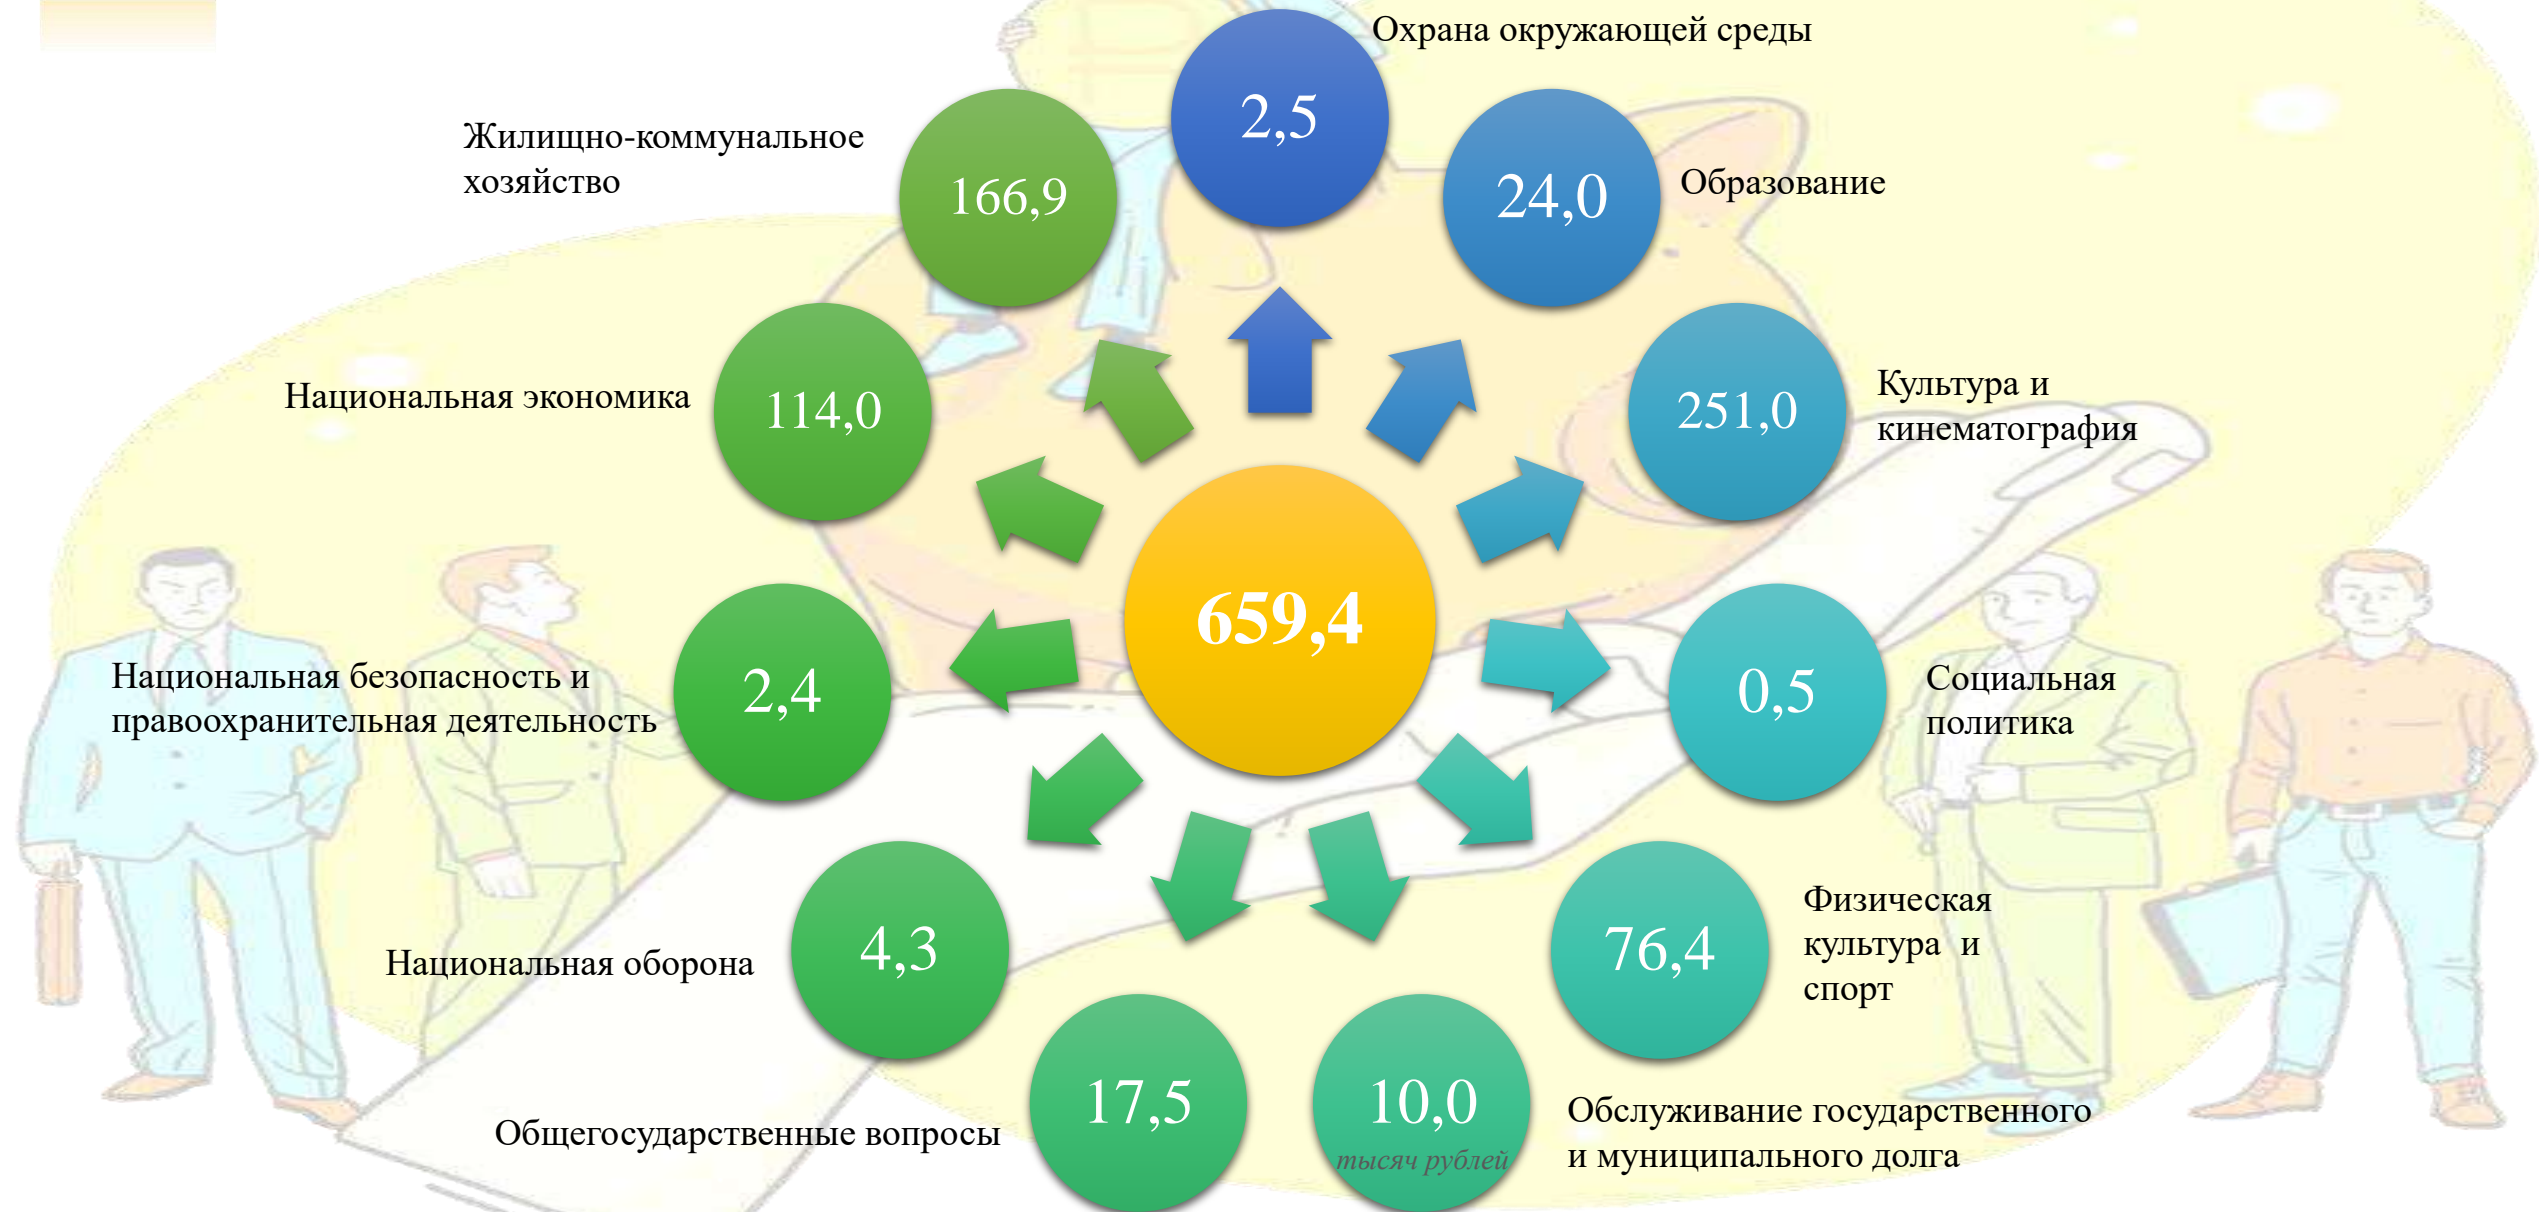 Охрана окружающей среды
2,5
Жилищно-коммунальное
хозяйство
166,9
24,0
Образование
Национальная экономика
114,0
251,0
Культура и
кинематография
659,4
Национальная безопасность и
правоохранительная деятельность
2,4
0,5
Социальная
политика
Национальная оборона
4,3
76,4
Физическая
культура и
спорт
Общегосударственные вопросы
17,5
10,0
тысяч рублей
Обслуживание государственного
и муниципального долга